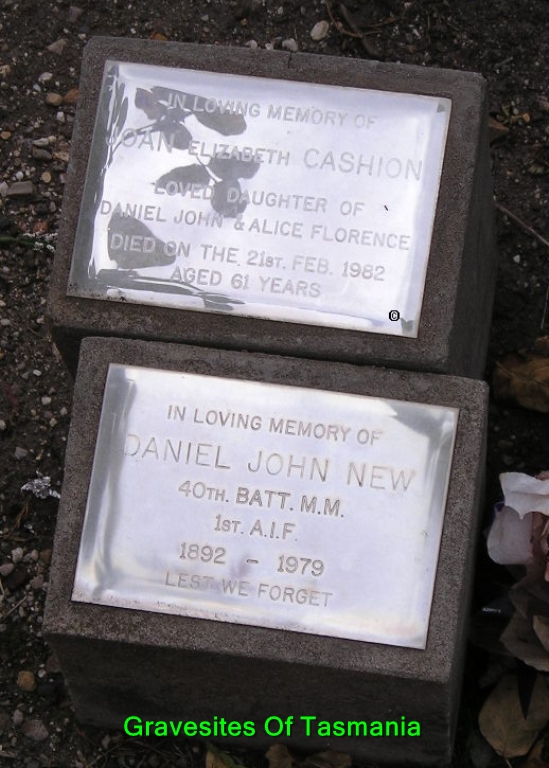 IN LOVING MEMORY OF
JOAN ELIZABETH CASHION
LOVED DAUGHTER OF
DANIEL JOHN & ALICE FLORENCE
DIED ON THE 21ST. FEB. 1982
AGED 61 YEARS
©
IN LOVING MEMORY OF
DANIEL JOHN NEW
40TH. BATT. M.M.
1ST. A.I.F.
1892 - 1979
LEST WE FORGET
Gravesites Of Tasmania